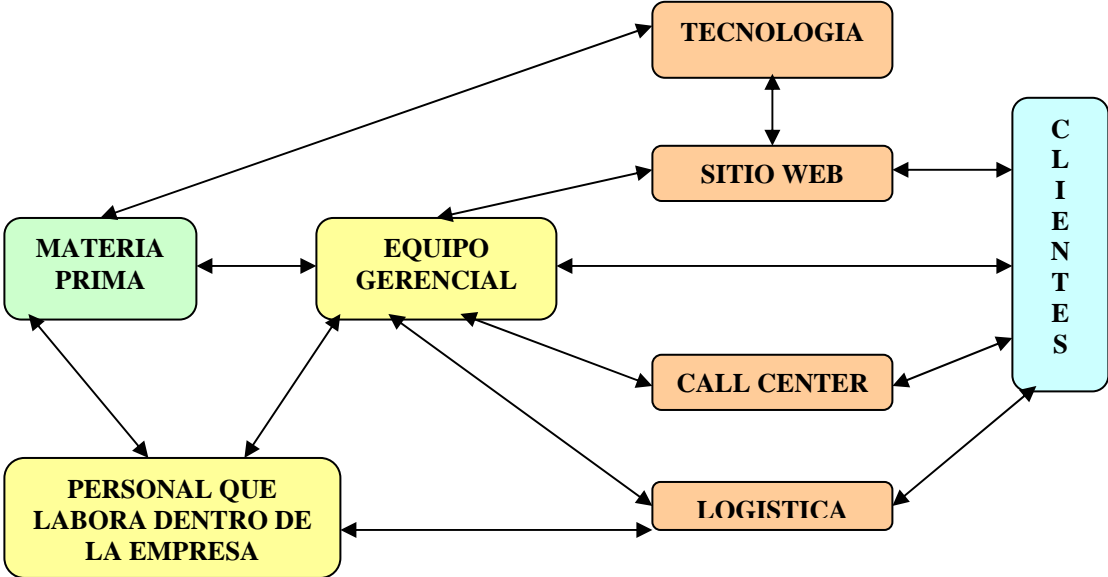 TECNOLOGIA
SITIO WEB
C
L
I
E
N
T
E
S
MATERIA
PRIMA
EQUIPO
GERENCIAL
CALL CENTER
PERSONAL QUE
LABORA DENTRO DE
LA EMPRESA
LOGISTICA